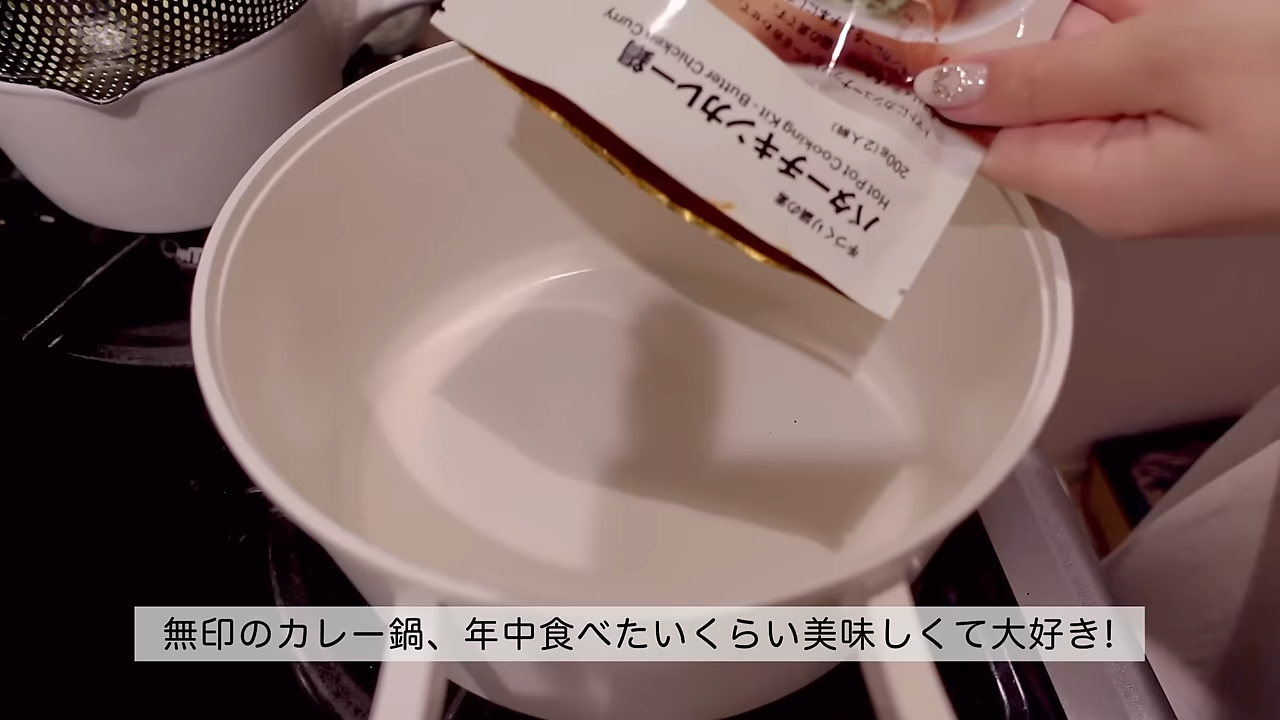 手づくり鍋の素
バターチキンカレー鍋
Hot Pot Cooking Kit - Butter Chicken Curry
200g(2人前)
無印のカレー鍋、年中食べたいくらい美味しくて大好き!